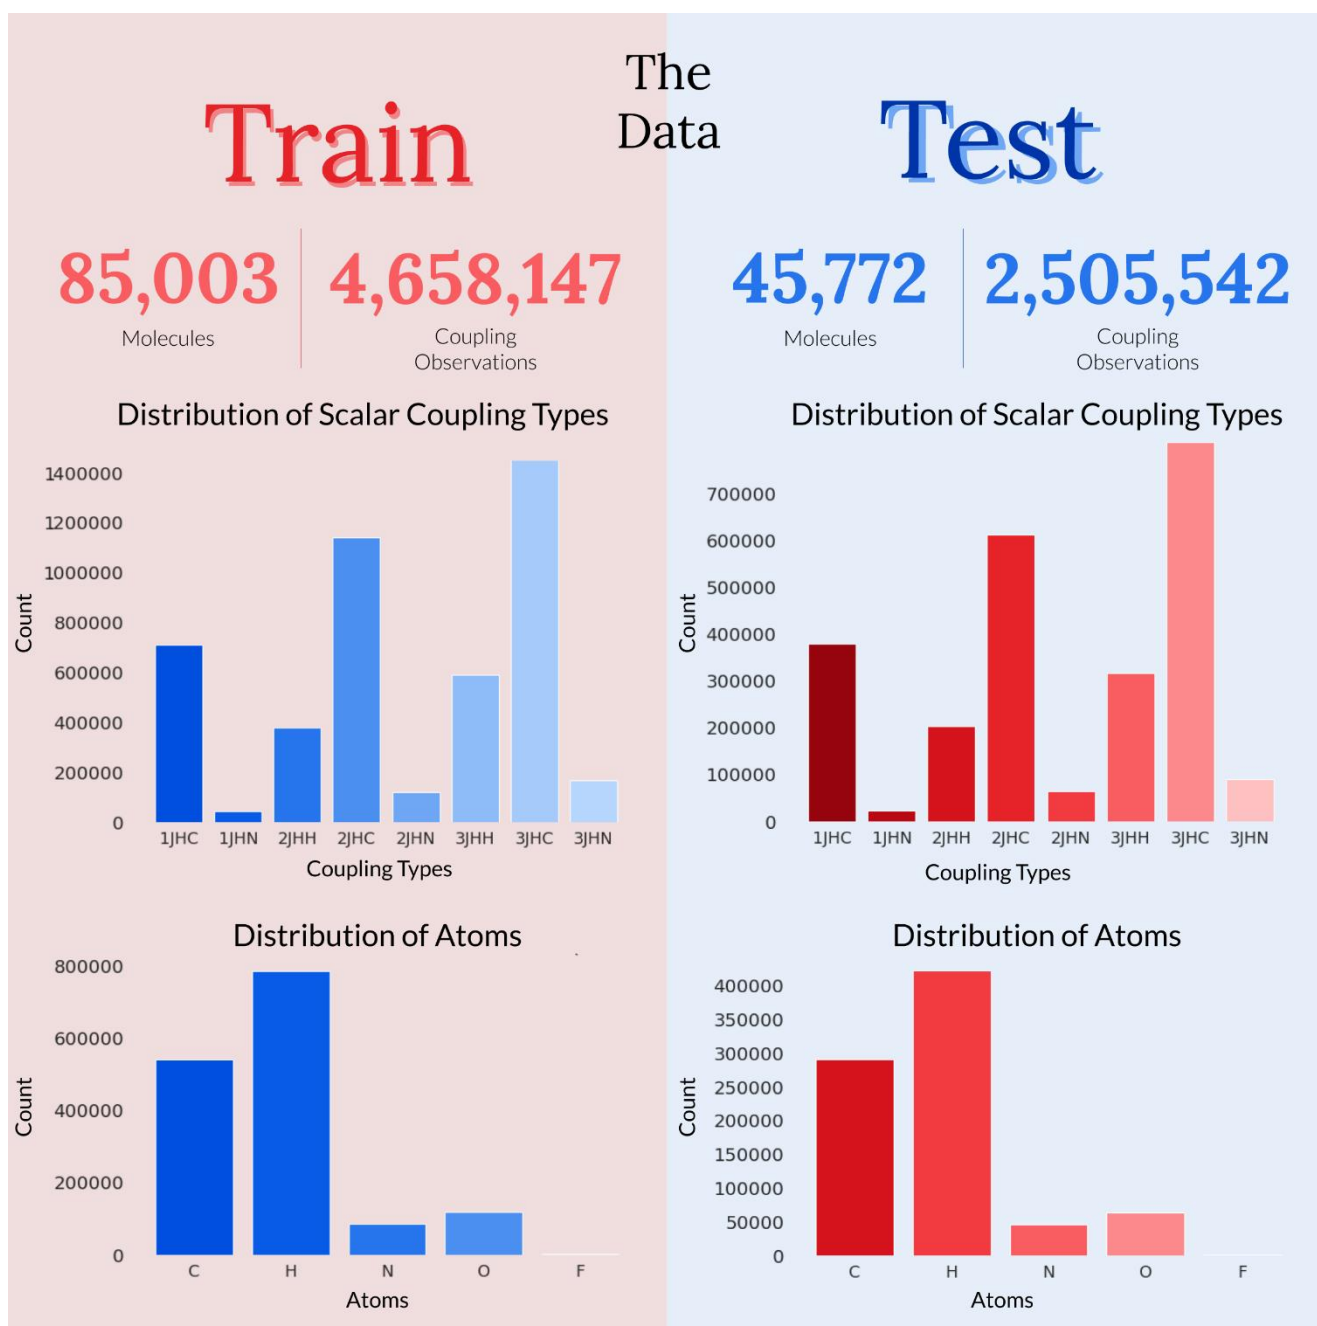 The
Data
Train
Test
85,003
Molecules
4,658,147
Coupling
Observations
45,772
Molecules
2,505,542
Coupling
Observations
Distribution of Scalar Coupling Types
1400000
1200000
1000000
800000
600000
400000
200000
0
Count
1JHC 1JHN 2JHH 2JHC 2JHN 3JHH 3JHC 3JHN
Coupling Types
Distribution of Scalar Coupling Types
700000
600000
500000
400000
300000
200000
100000
0
Count
1JHC 1JHN 2JHH 2JHC 2JHN 3JHH 3JHC 3JHN
Coupling Types
Distribution of Atoms
800000
600000
400000
200000
0
Count
C H N O F
Atoms
Distribution of Atoms
400000
350000
300000
250000
200000
150000
100000
50000
0
Count
C H N O F
Atoms